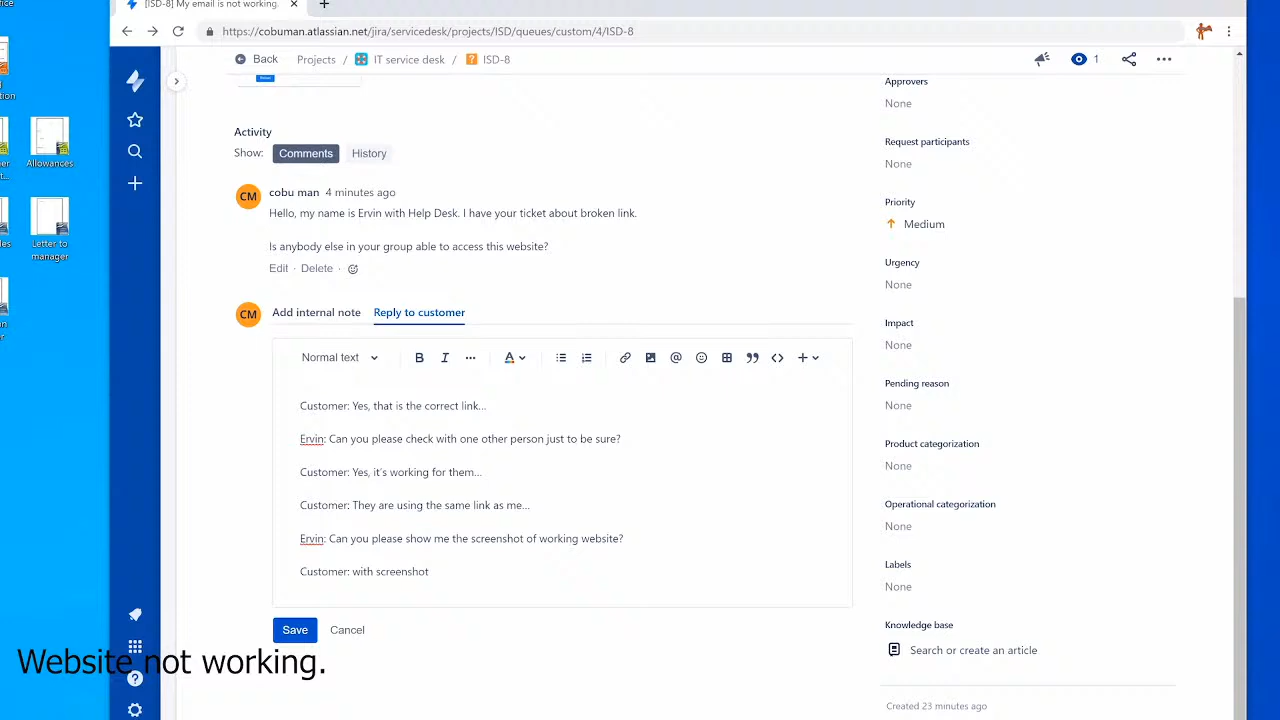 [ISD-8] My email is not working.
https://cobuman.atlassian.net/jira/servicedesk/projects/ISD/queues/custom/4/ISD-8
Back
Projects / IT service desk / ISD-8
1
Allowances
Letter to
manager
Activity
Show: Comments History
CM
cobu man 4 minutes ago
Hello, my name is Ervin with Help Desk. I have your ticket about broken link.
Is anybody else in your group able to access this website?
Edit · Delete ·
CM
Add internal note Reply to customer
Normal text
Customer: Yes, that is the correct link...
Ervin: Can you please check with one other person just to be sure?
Customer: Yes, it's working for them...
Customer: They are using the same link as me...
Ervin: Can you please show me the screenshot of working website?
Customer: with screenshot
Save Cancel
Approvers
None
Request participants
None
Priority
Medium
Urgency
None
Impact
None
Pending reason
None
Product categorization
None
Operational categorization
None
Labels
None
Knowledge base
Search or create an article
Created 23 minutes ago
Website not working.